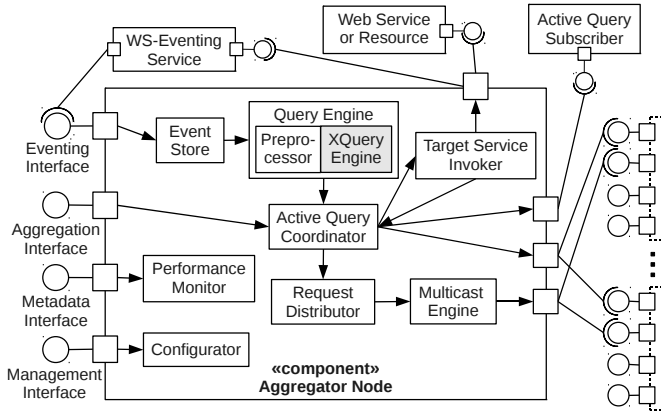 WS-Eventing
Service
Web Service
or Resource
Active Query
Subscriber
Eventing
Interface
Event
Store
Query Engine
Prepro-
cessor
XQuery
Engine
Target Service
Invoker
Aggregation
Interface
Active Query
Coordinator
Metadata
Interface
Performance
Monitor
Request
Distributor
Multicast
Engine
Management
Interface
Configurator
«component»
Aggregator Node